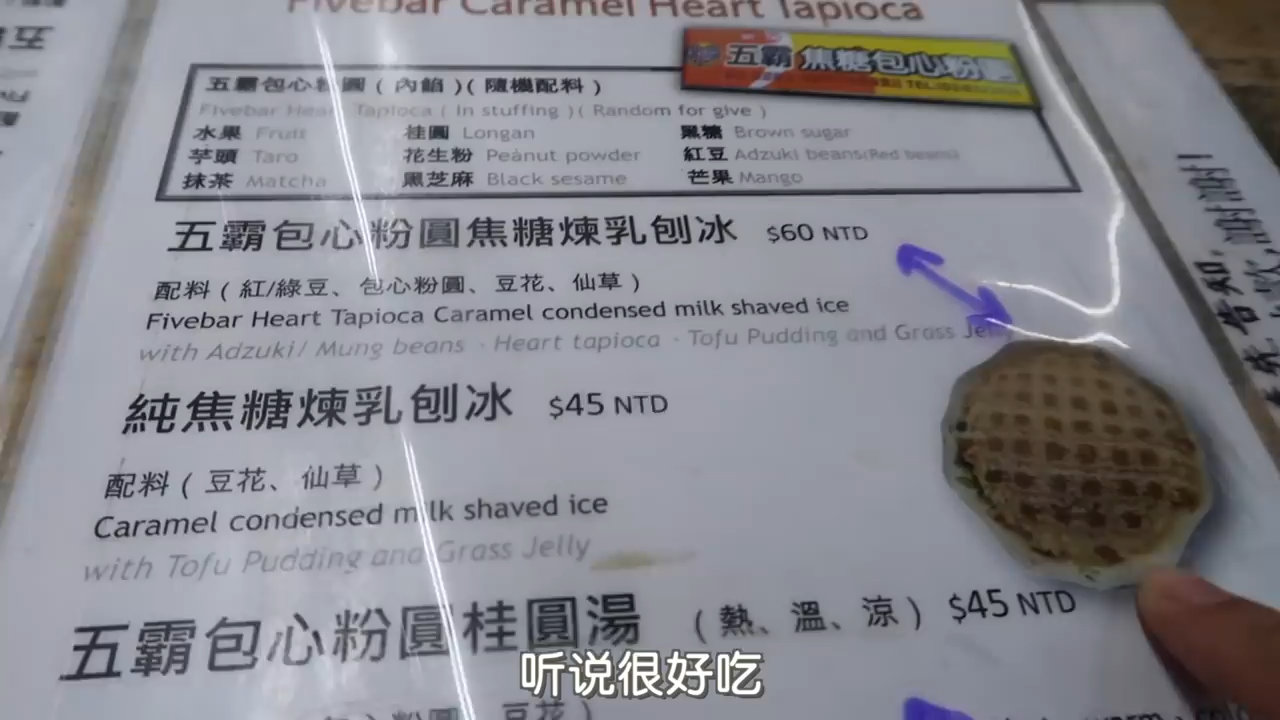 Fivebar Caramel Heart Tapioca
五霸 焦糖包心粉圓
五霸包心粉圓 ( 內餡 ) ( 隨機配料 )
Fivebar Heart Tapioca ( In stuffing ) ( Random for give )
水果 Fruit 桂圓 Longan 黑糖 Brown sugar
芋頭 Taro 花生粉 Peanut powder 紅豆 Adzuki beans(Red beans)
抹茶 Matcha 黑芝麻 Black sesame 芒果 Mango
五霸包心粉圓焦糖煉乳刨冰 $60 NTD
配料 ( 紅/綠豆、包心粉圓、豆花、仙草 )
Fivebar Heart Tapioca Caramel condensed milk shaved ice
with Adzuki/ Mung beans · Heart tapioca · Tofu Pudding and Grass Jelly
純焦糖煉乳刨冰 $45 NTD
配料 ( 豆花、仙草 )
Caramel condensed milk shaved ice
with Tofu Pudding and Grass Jelly
五霸包心粉圓桂圓湯 ( 熱、溫、涼 ) $45 NTD
听说很好吃